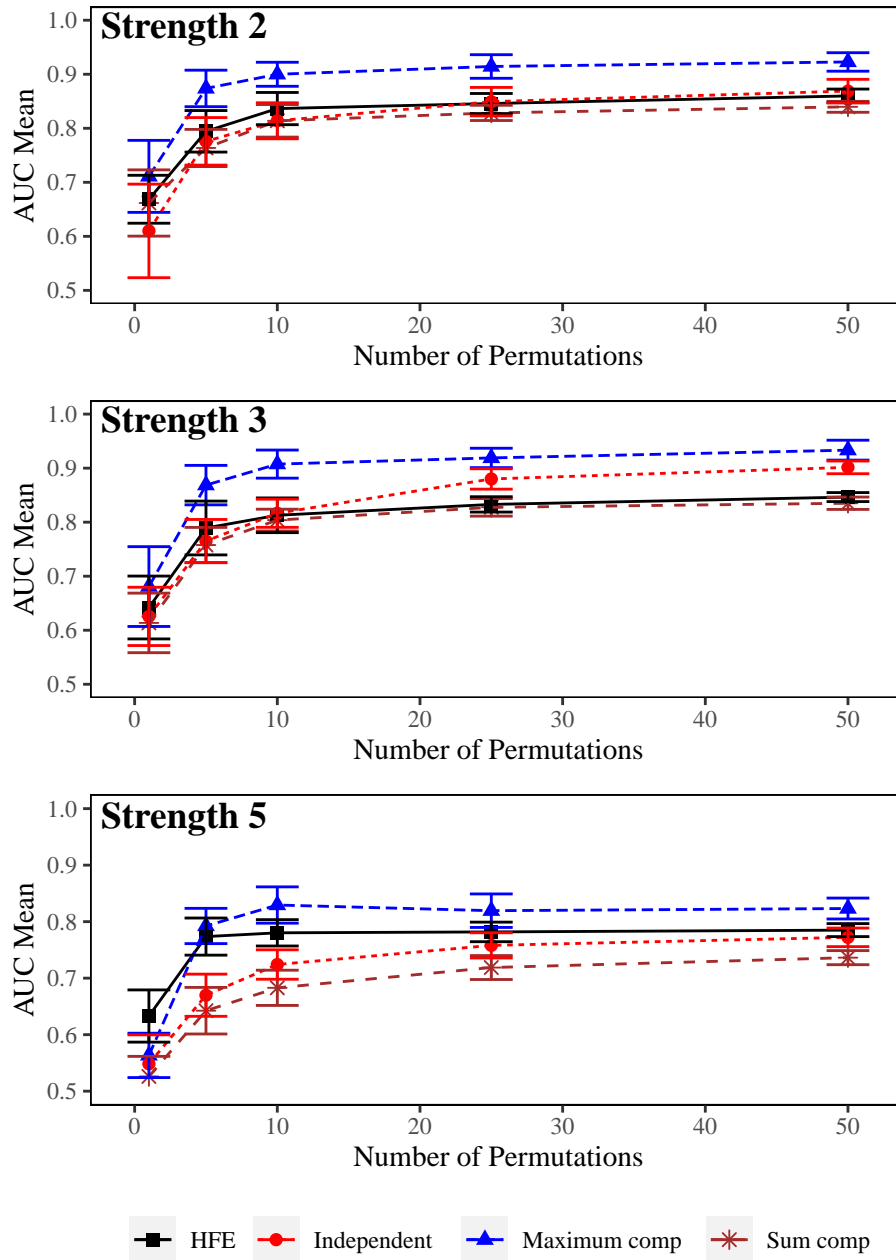 Strength 2
1.0
0.9
0.8
0.7
0.6
0.5
AUC Mean
0 10 20 30 40 50
Number of Permutations
Strength 3
1.0
0.9
0.8
0.7
0.6
0.5
AUC Mean
0 10 20 30 40 50
Number of Permutations
Strength 5
1.0
0.9
0.8
0.7
0.6
0.5
AUC Mean
0 10 20 30 40 50
Number of Permutations
HFE Independent Maximum comp Sum comp